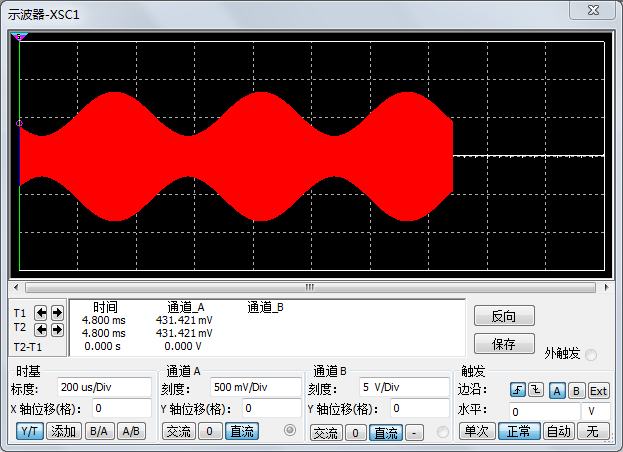 示波器-XSC1
时间 通道_A 通道_B
T1 4.800 ms 431.421 mV
T2 4.800 ms 431.421 mV
T2-T1 0.000 s 0.000 V
反向
保存
外触发
时基 通道 A 通道 B 触发
标度: 200 us/Div 刻度: 500 mV/Div 刻度: 5 V/Div 边沿: A B Ext
X 轴位移(格): 0 Y 轴位移(格): 0 Y 轴位移(格): 0 水平: 0 V
Y/T 添加 B/A A/B 交流 0 直流 交流 0 直流 - 单次 正常 自动 无